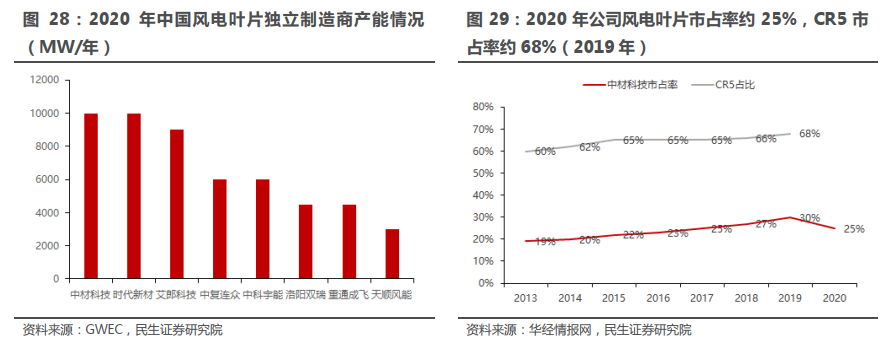 图 28：2020 年中国风电叶片独立制造商产能情况
（MW/年）
12000
10000
8000
6000
4000
2000
0
中材科技 时代新材 艾郎科技 中复连众 中科宇能 洛阳双瑞 重通成飞 天顺风能
资料来源：GWEC，民生证券研究院
图 29：2020 年公司风电叶片市占率约 25%，CR5 市
占率约 68%（2019 年）
中材科技市占率 CR5占比
80%
70%
60%
50%
40%
30%
20%
10%
0%
60% 62% 65% 65% 65% 66% 68%
19% 20% 22% 23% 25% 27% 30% 25%
2013 2014 2015 2016 2017 2018 2019 2020
资料来源：华经情报网，民生证券研究院